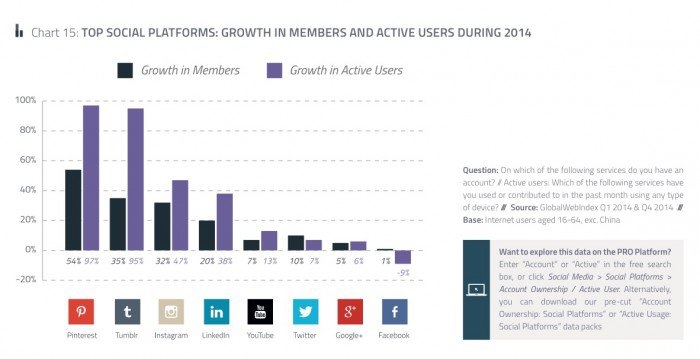 Chart 15: TOP SOCIAL PLATFORMS: GROWTH IN MEMBERS AND ACTIVE USERS DURING 2014
Growth in Members Growth in Active Users
100%
80%
60%
40%
20%
0%
-20%
54% 97% 35% 95% 32% 47% 20% 38% 7% 13% 10% 7% 5% 6% 1% -9%
You Tube
Pinterest Tumblr Instagram LinkedIn YouTube Twitter Google+ Facebook
Question: On which of the following services do you have an
account? // Active users: Which of the following services have
you used or contributed to in the past month using any type
of device? /// Source: GlobalWebIndex Q1 2014 & Q4 2014 ///
Base: Internet users aged 16-64, exc. China
Want to explore this data on the PRO Platform?
Enter “Account” or “Active” in the free search
box, or click Social Media > Social Platforms >
Account Ownership / Active User. Alternatively,
you can download our pre-cut “Account
Ownership: Social Platforms” or “Active Usage:
Social Platforms” data packs